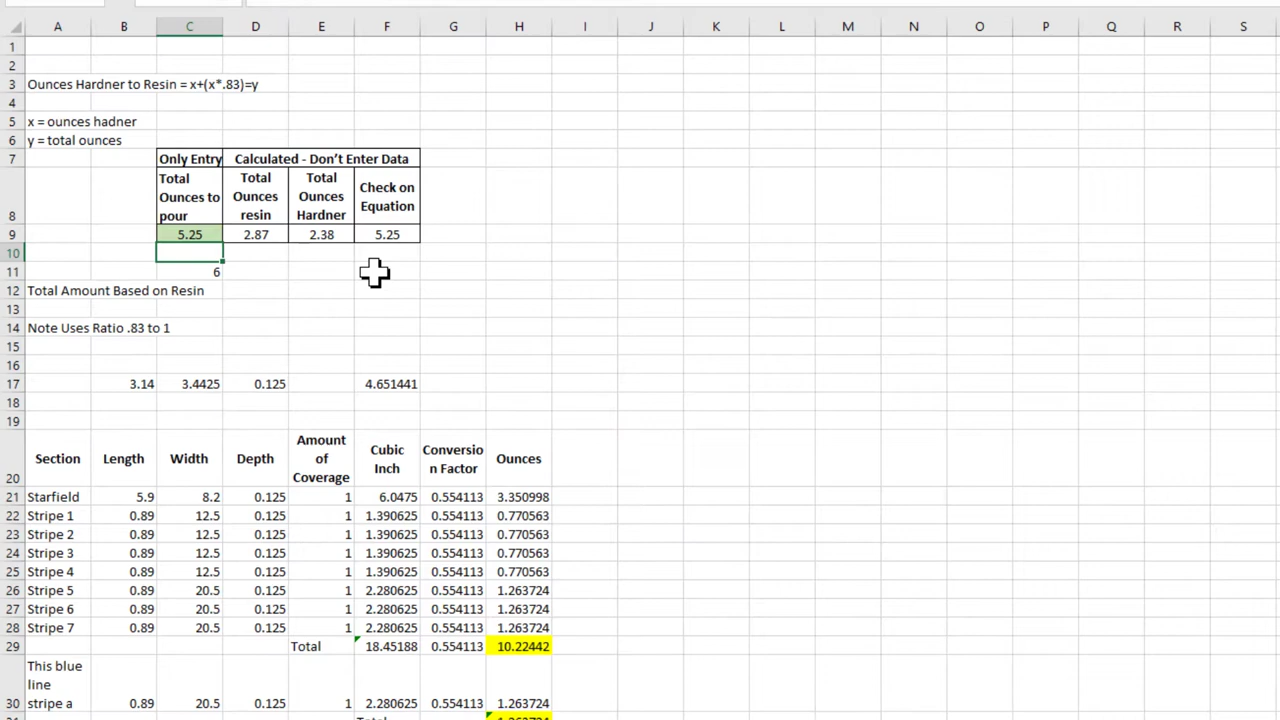 A B C D E F G H I J K L M N O P Q R S
1
2
3 Ounces Hardner to Resin = x+(x*.83)=y
4
5 x = ounces hadner
6 y = total ounces
7 Only Entry Calculated - Don't Enter Data
8 Total Ounces to pour Total Ounces resin Total Ounces Hardner Check on Equation
9 5.25 2.87 2.38 5.25
10
11 6
12 Total Amount Based on Resin
13
14 Note Uses Ratio .83 to 1
15
16
17 3.14 3.4425 0.125 4.651441
18
19
20 Section Length Width Depth Amount of Coverage Cubic Inch Conversio n Factor Ounces
21 Starfield 5.9 8.2 0.125 1 6.0475 0.554113 3.350998
22 Stripe 1 0.89 12.5 0.125 1 1.390625 0.554113 0.770563
23 Stripe 2 0.89 12.5 0.125 1 1.390625 0.554113 0.770563
24 Stripe 3 0.89 12.5 0.125 1 1.390625 0.554113 0.770563
25 Stripe 4 0.89 12.5 0.125 1 1.390625 0.554113 0.770563
26 Stripe 5 0.89 20.5 0.125 1 2.280625 0.554113 1.263724
27 Stripe 6 0.89 20.5 0.125 1 2.280625 0.554113 1.263724
28 Stripe 7 0.89 20.5 0.125 1 2.280625 0.554113 1.263724
29 Total 18.45188 0.554113 10.22442
30 This blue line stripe a 0.89 20.5 0.125 1 2.280625 0.554113 1.263724
Total 1.263724